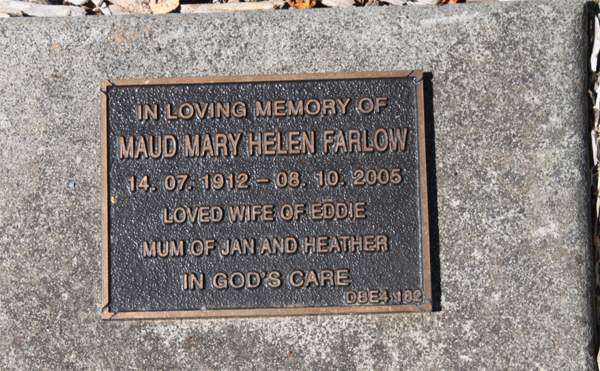 IN LOVING MEMORY OF
MAUD MARY HELEN FARLOW
14. 07. 1912 – 08. 10. 2005
LOVED WIFE OF EDDIE
MUM OF JAN AND HEATHER
IN GOD'S CARE
DBE4 182